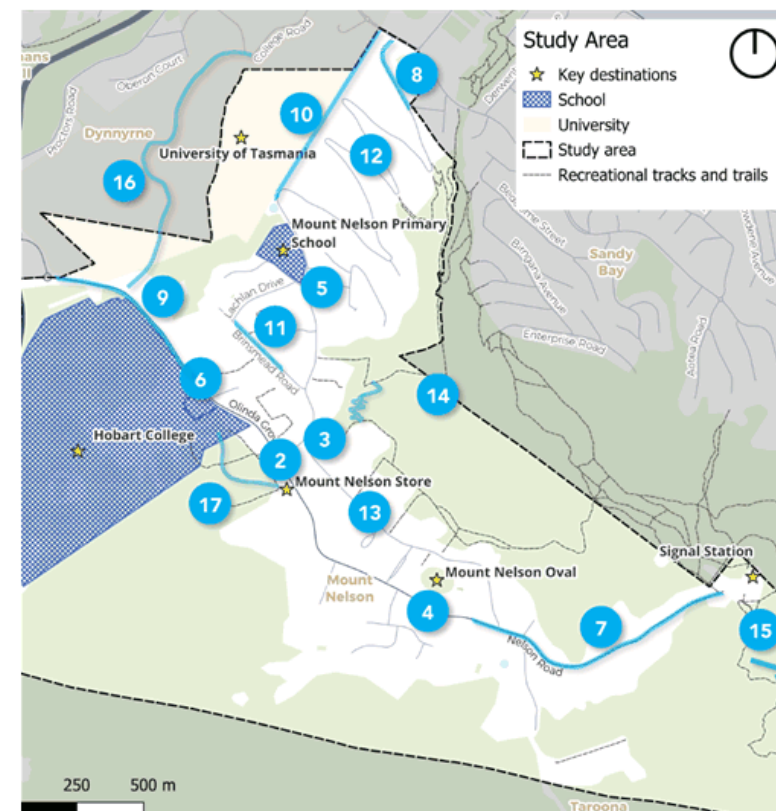 Study Area
Key destinations
School
University
Study area
Recreational tracks and trails
College Road
Oberon Court
Proctors Road
Dynnyrne
8
10
University of Tasmania
12
16
Mount Nelson Primary
School
Sandy
Bay
5
9
Lachlan Drive
11
Brinsmead Road
Enterprise Road
Aotea Road
6
14
Hobart College
3
2
Mount Nelson Store
17
13
Signal Station
Mount
Nelson
Mount Nelson Oval
4
7
15
Nelson Road
250
500 m
Taroona